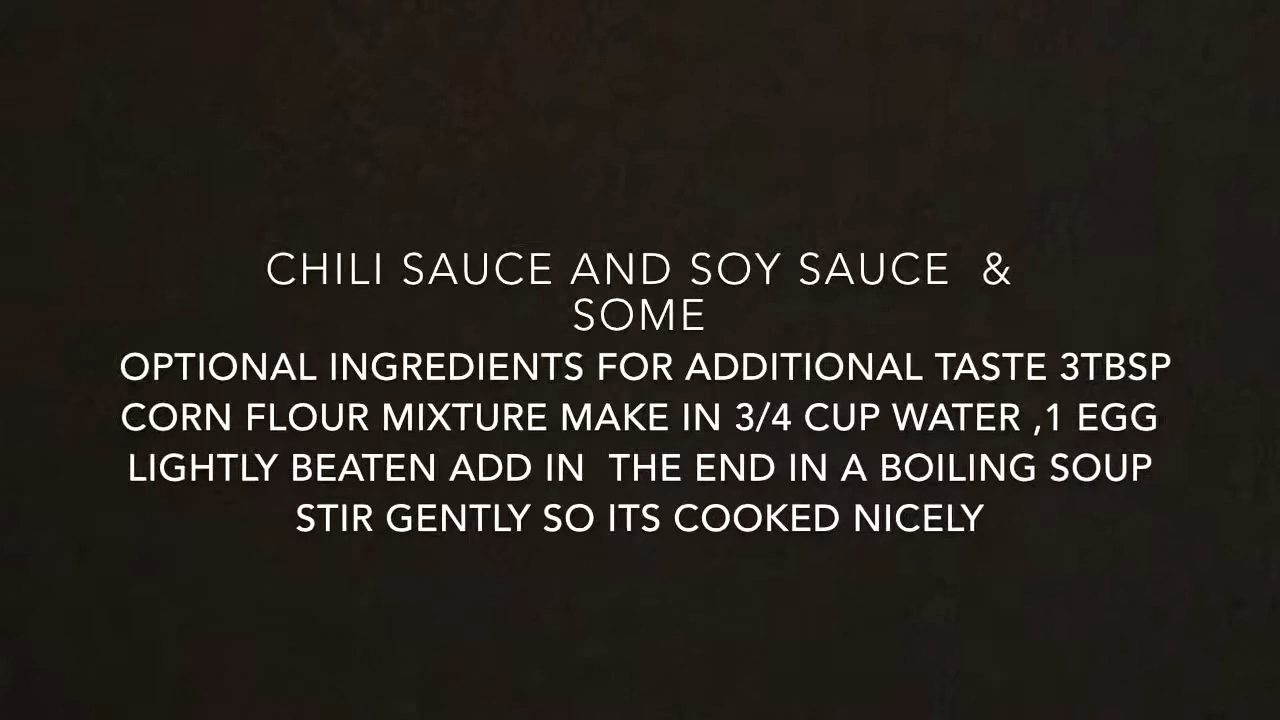 CHILI SAUCE AND SOY SAUCE  &
SOME
OPTIONAL INGREDIENTS FOR ADDITIONAL TASTE 3TBSP
CORN FLOUR MIXTURE MAKE IN 3/4 CUP WATER ,1 EGG
LIGHTLY BEATEN ADD IN  THE END IN A BOILING SOUP
STIR GENTLY SO ITS COOKED NICELY